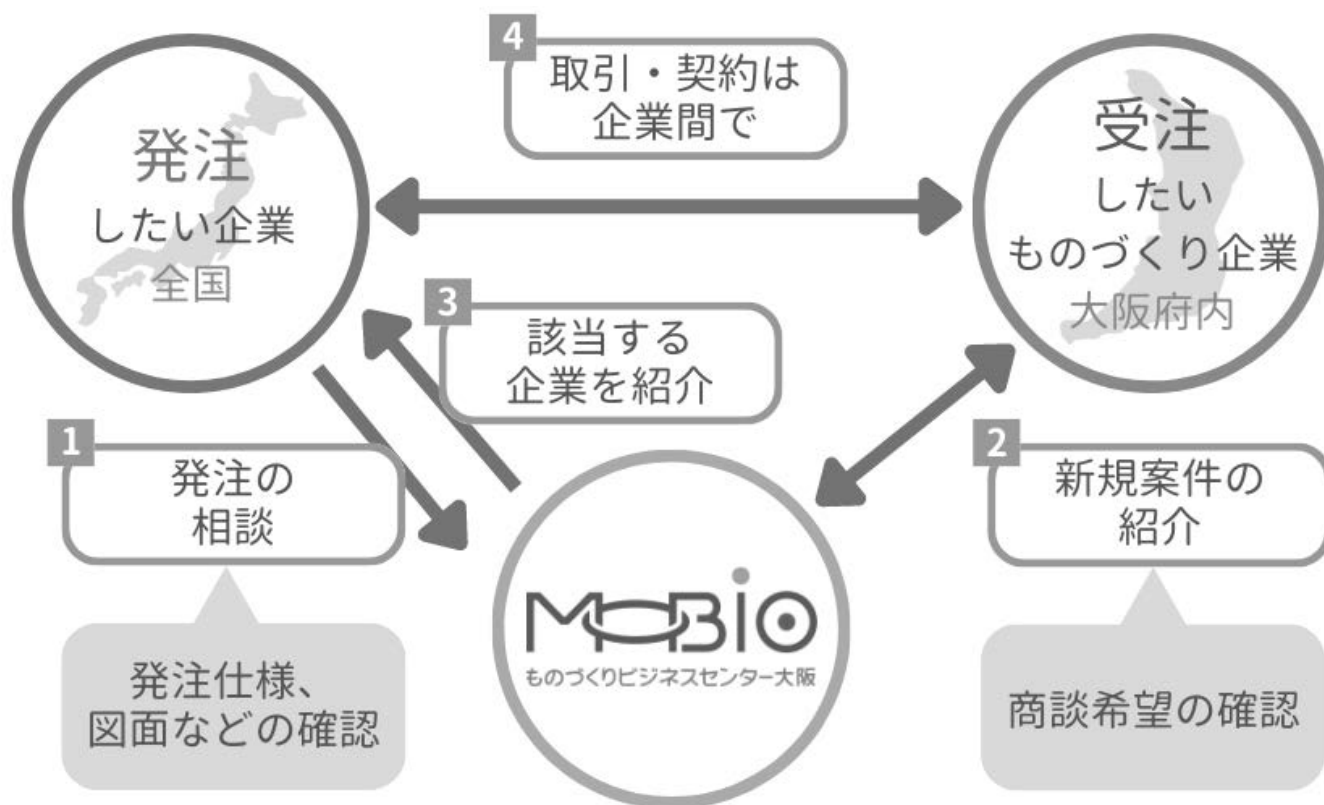 4
取引・契約は
企業間で
発注
したい企業
全国
受注
したい
ものづくり企業
大阪府内
3
該当する
企業を紹介
1
発注の
相談
2
新規案件の
紹介
MOBIO
ものづくりビジネスセンター大阪
発注仕様、
図面などの確認
商談希望の確認